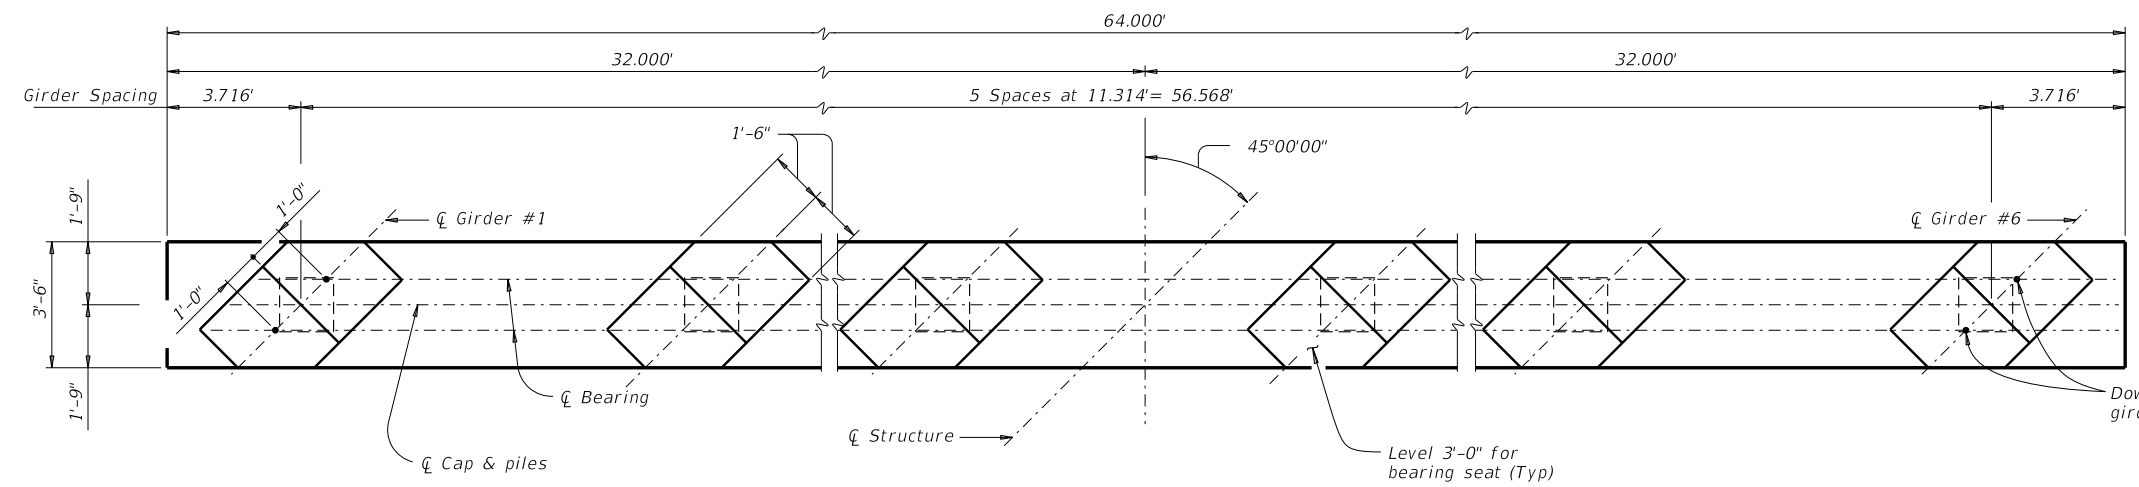 64.000'
32.000'
32.000'
Girder Spacing
3.716'
5 Spaces at 11.314'= 56.568'
3.716'
1'-6"
45°00'00"
1'-0"
1'-9"
℄ Girder #1
℄ Girder #6
1'-0"
3'-6"
1'-9"
℄ Bearing
℄ Structure
℄ Cap & piles
Level 3'-0" for
bearing seat (Typ)